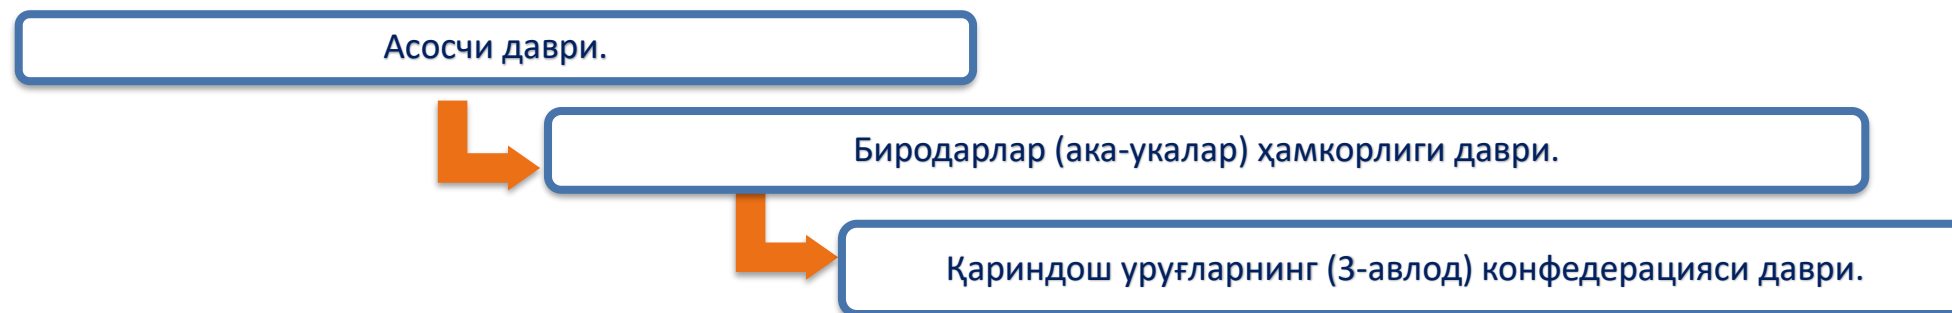 Асосчи даври.
Биродарлар (ака-укалар) ҳамкорлиги даври.
Қариндош уруғларнинг (3-авлод) конфедерацияси даври.